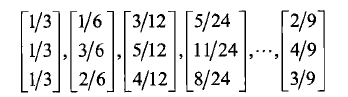 [1/3] [1/6] [3/12] [5/24] [2/9]
[1/3], [3/6], [5/12], [11/24], ..., [4/9]
[1/3] [2/6] [4/12] [8/24] [3/9]